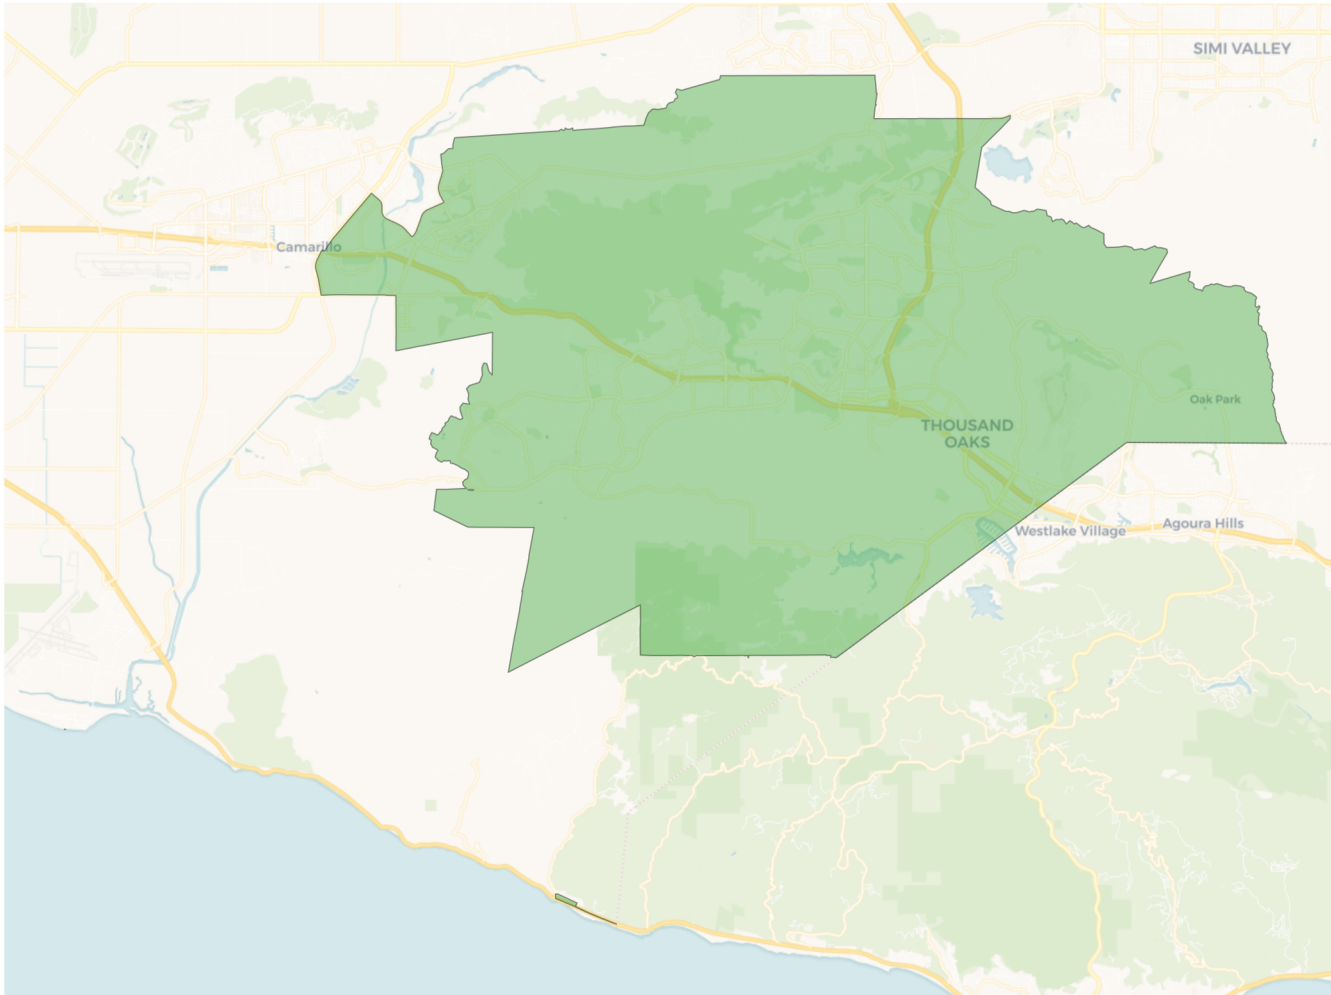 SIMI VALLEY
Camarillo
Oak Park
THOUSAND
OAKS
Westlake Village
Agoura Hills